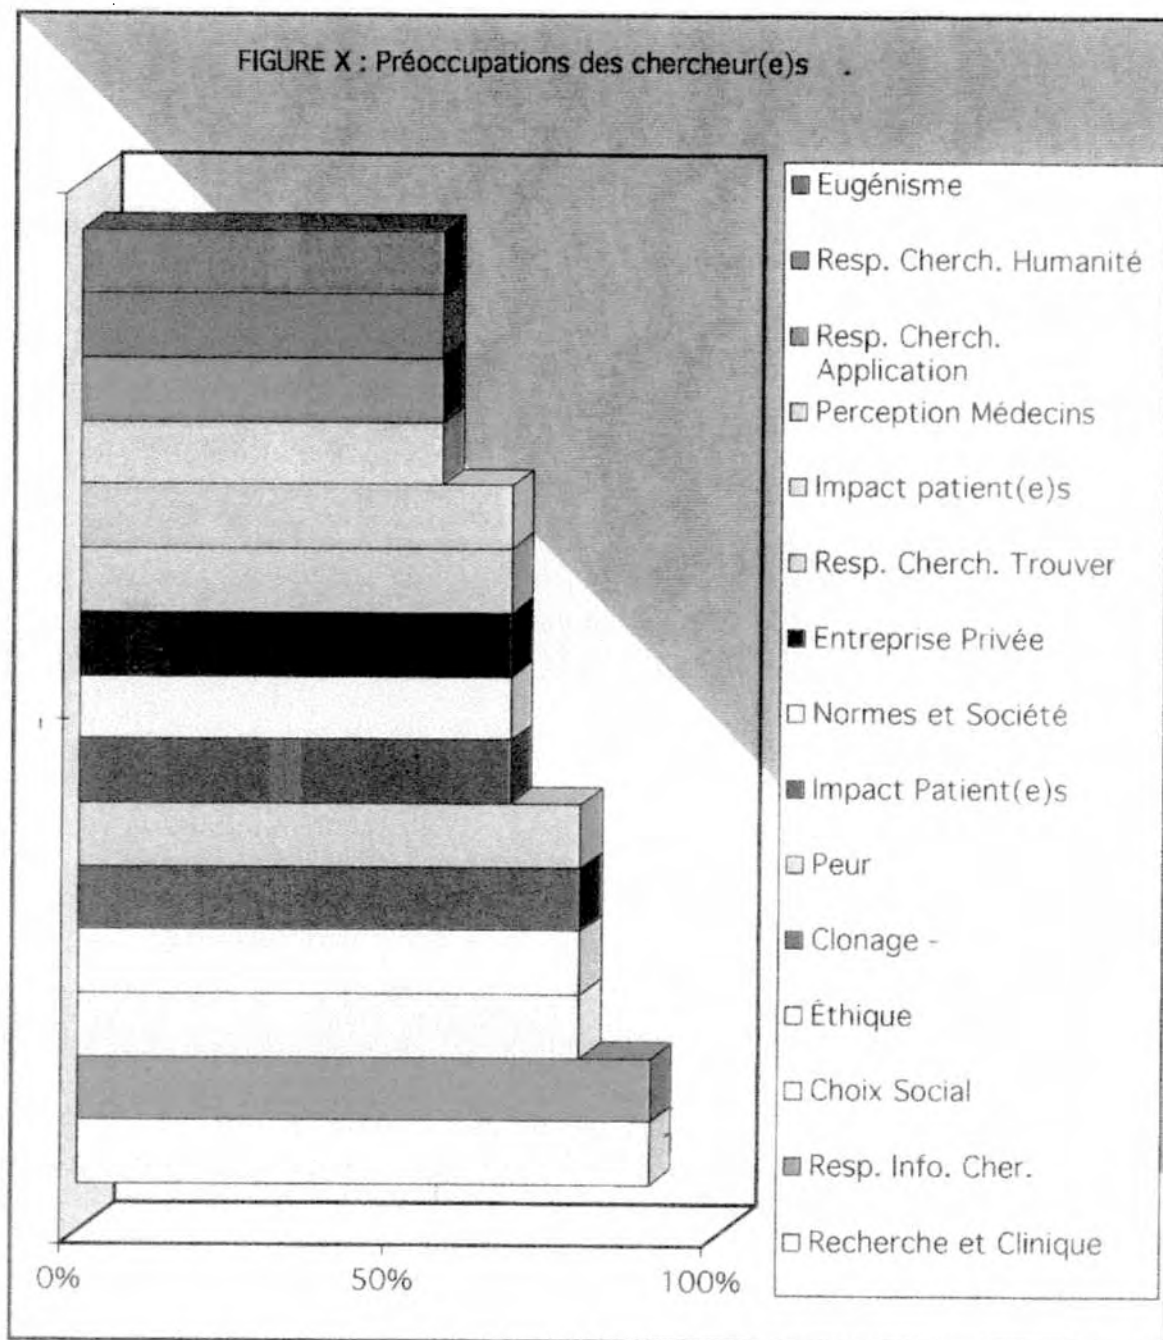 FIGURE X : Préoccupations des chercheur(e)s
Eugénisme
Resp. Cherch. Humanité
Resp. Cherch.
Application
Perception Médecins
Impact patient(e)s
Resp. Cherch. Trouver
Entreprise Privée
Normes et Société
Impact Patient(e)s
Peur
Clonage -
Éthique
Choix Social
Resp. Info. Cher.
Recherche et Clinique
0%
50%
100%